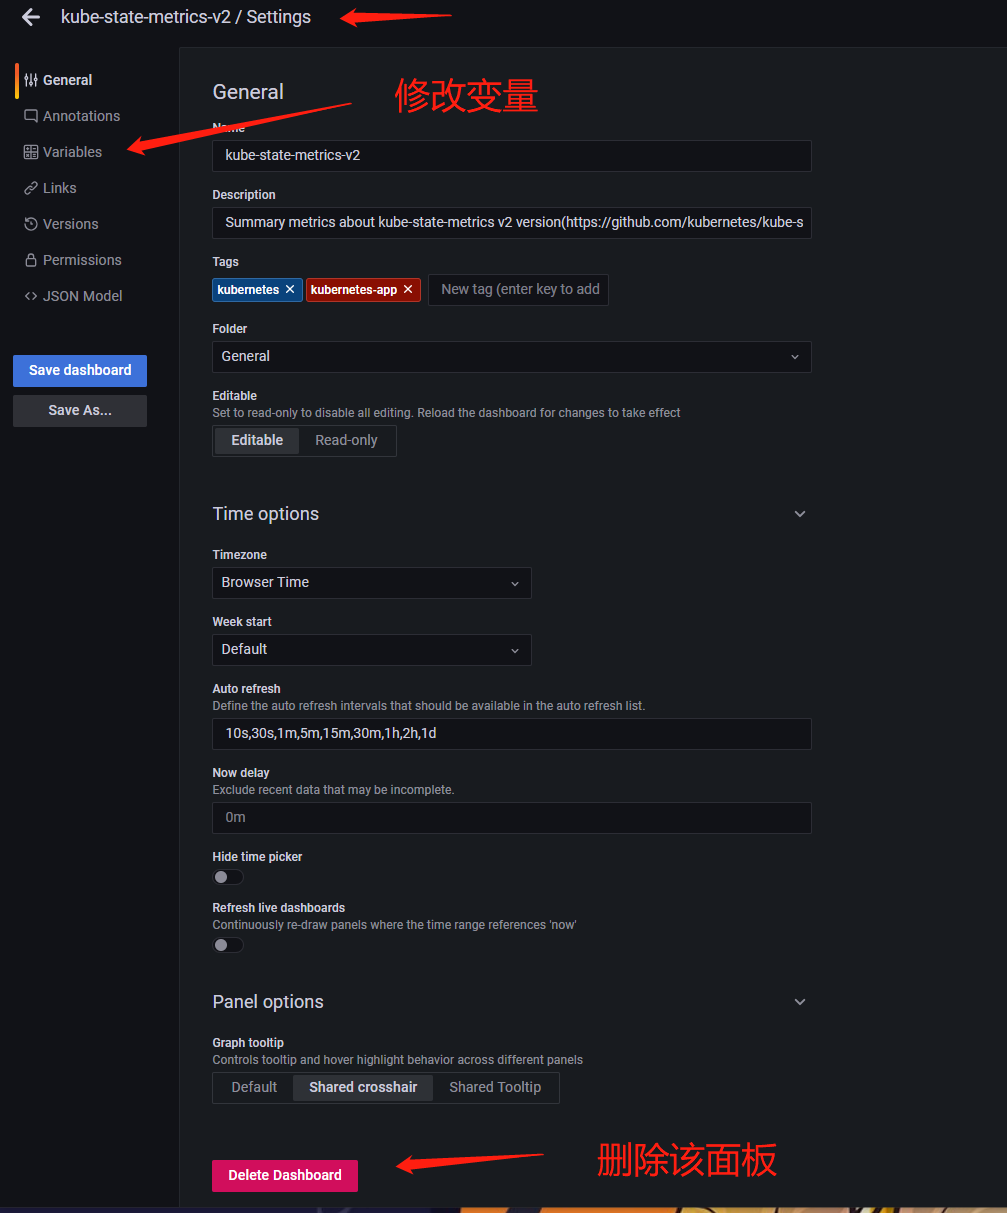 kube-state-metrics-v2 / Settings
General
Annotations
Variables
Links
Versions
Permissions
JSON Model
Save dashboard
Save As...
General
修改变量
Name
kube-state-metrics-v2
Description
Summary metrics about kube-state-metrics v2 version(https://github.com/kubernetes/kube-s
Tags
kubernetes kubernetes-app New tag (enter key to add
Folder
General
Editable
Set to read-only to disable all editing. Reload the dashboard for changes to take effect
Editable Read-only
Time options
Timezone
Browser Time
Week start
Default
Auto refresh
Define the auto refresh intervals that should be available in the auto refresh list.
10s,30s,1m,5m,15m,30m,1h,2h,1d
Now delay
Exclude recent data that may be incomplete.
0m
Hide time picker
Refresh live dashboards
Continuously re-draw panels where the time range references 'now'
Panel options
Graph tooltip
Controls tooltip and hover highlight behavior across different panels
Default Shared crosshair Shared Tooltip
Delete Dashboard
删除该面板